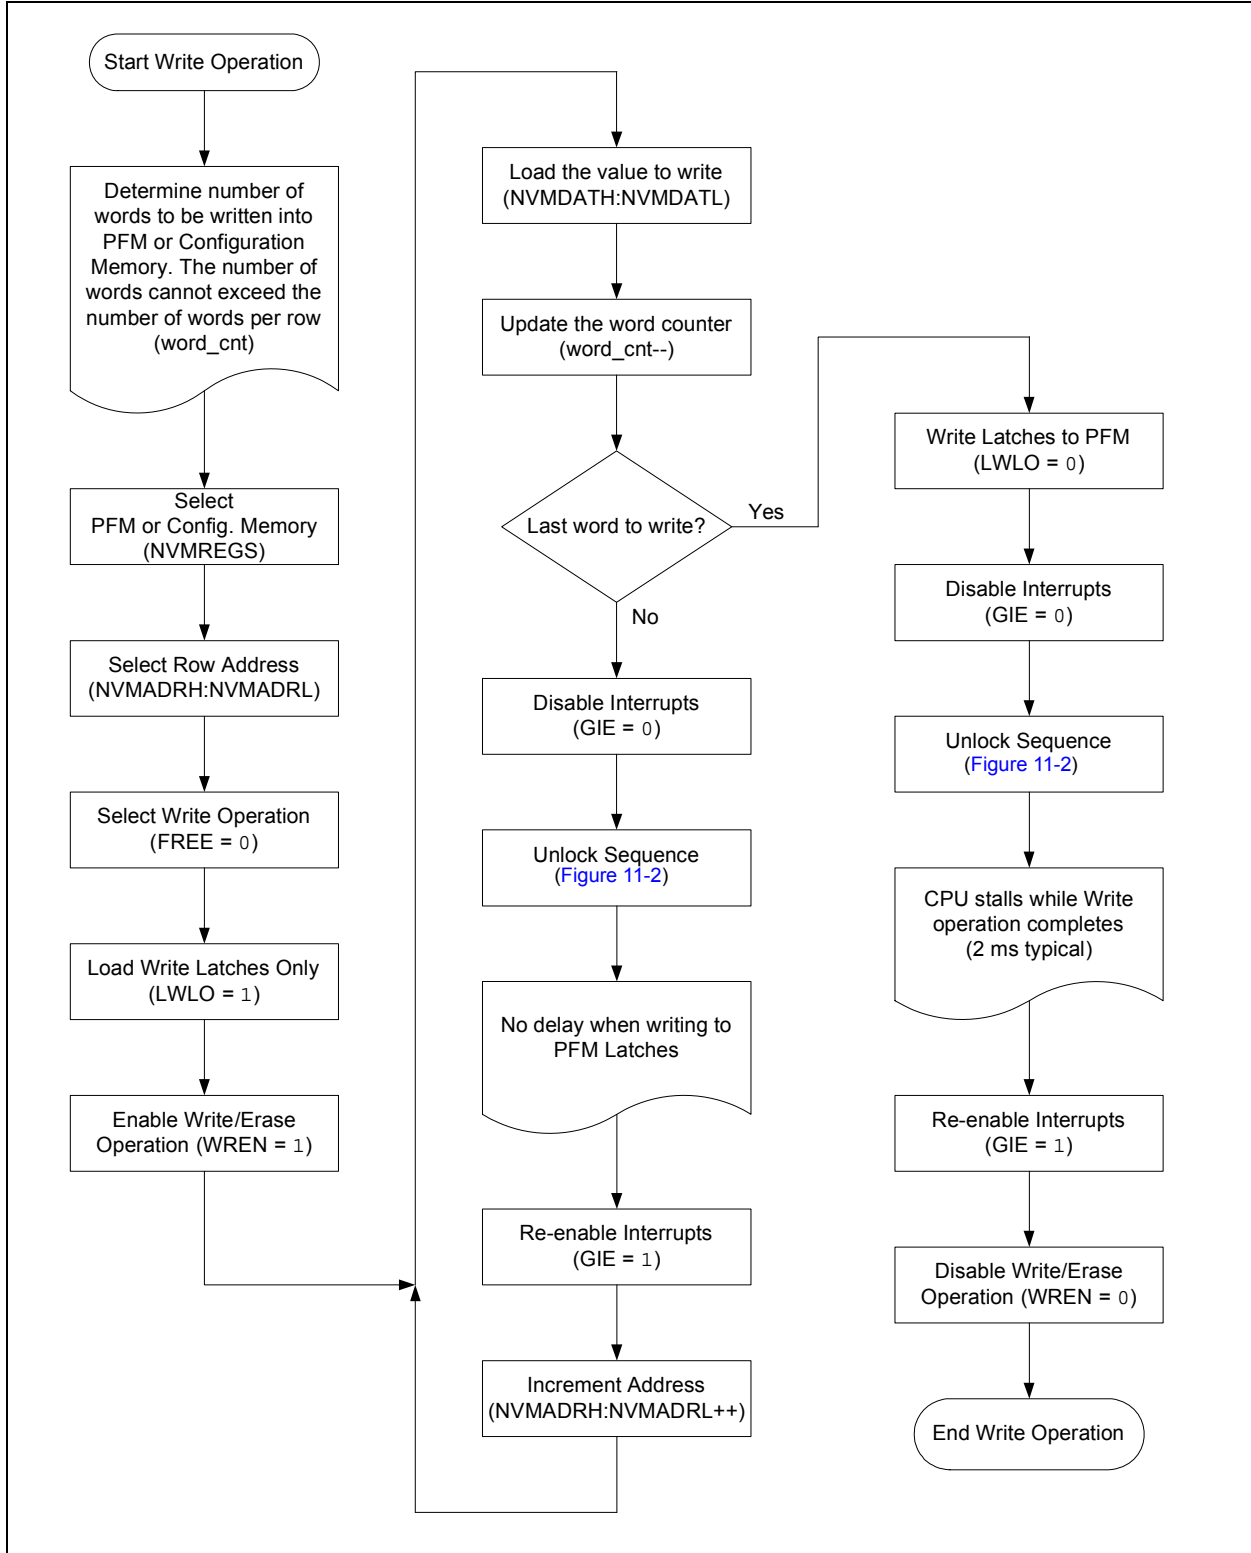 Start Write Operation
Determine number of
words to be written into
PFM or Configuration
Memory. The number of
words cannot exceed the
number of words per row
(word_cnt)
Select
PFM or Config. Memory
(NVMREGS)
Select Row Address
(NVMADRH:NVMADRL)
Select Write Operation
(FREE = 0)
Load Write Latches Only
(LWLO = 1)
Enable Write/Erase
Operation (WREN = 1)
Load the value to write
(NVMDATH:NVMDATL)
Update the word counter
(word_cnt--)
Last word to write?
Yes
No
Disable Interrupts
(GIE = 0)
Unlock Sequence
(Figure 11-2)
No delay when writing to
PFM Latches
Re-enable Interrupts
(GIE = 1)
Increment Address
(NVMADRH:NVMADRL++)
Write Latches to PFM
(LWLO = 0)
Disable Interrupts
(GIE = 0)
Unlock Sequence
(Figure 11-2)
CPU stalls while Write
operation completes
(2 ms typical)
Re-enable Interrupts
(GIE = 1)
Disable Write/Erase
Operation (WREN = 0)
End Write Operation